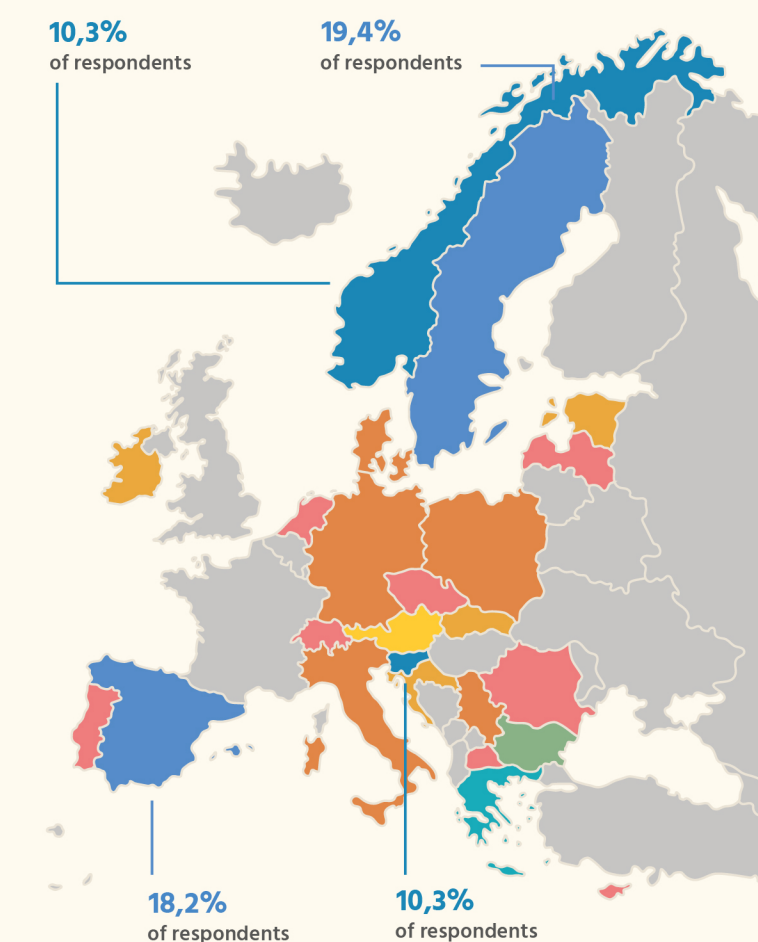 10,3%
of respondents
19,4%
of respondents
18,2%
of respondents
10,3%
of respondents